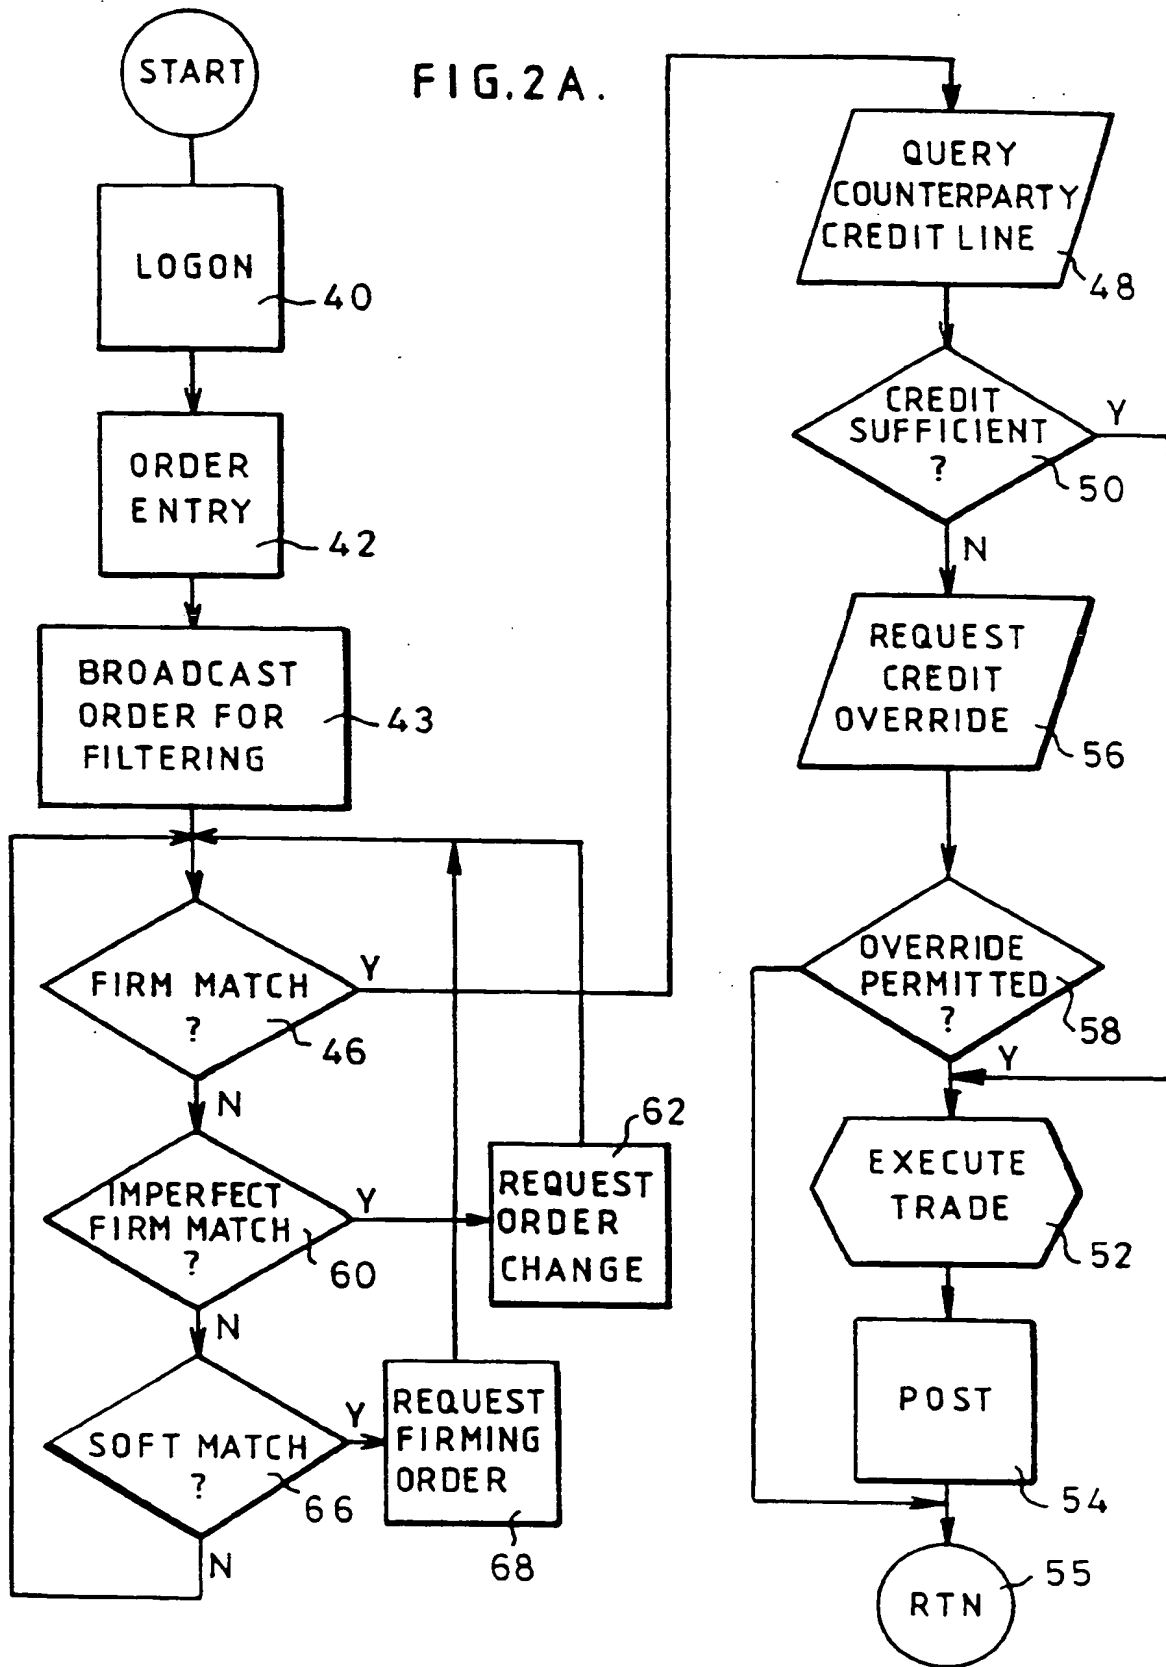 START
FIG.2A.
LOGON
40
ORDER
ENTRY
42
BROADCAST
ORDER FOR
FILTERING
43
FIRM MATCH
?
46
Y
N
IMPERFECT
FIRM MATCH
?
60
Y
N
62
REQUEST
ORDER
CHANGE
SOFT MATCH
?
66
Y
N
REQUEST
FIRMING
ORDER
68
QUERY
COUNTERPARTY
CREDIT LINE
48
CREDIT
SUFFICIENT
?
50
Y
N
REQUEST
CREDIT
OVERRIDE
56
OVERRIDE
PERMITTED
?
58
Y
EXECUTE
TRADE
52
POST
54
RTN
55